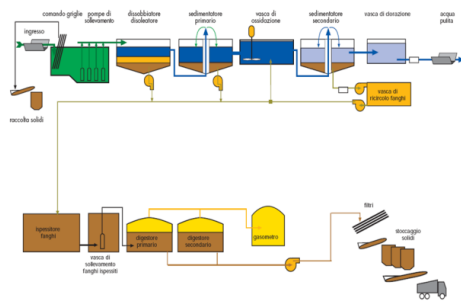 comando griglie
pompe di
sollevamento
dissabbiatore
disoleatore
sedimentatore
primario
vasca di
ossidazione
sedimentatore
secondario
vasca di clorazione
acqua
pulita
ingresso
raccolta solidi
vasca di
ricircolo fanghi
ispessitore
fanghi
vasca di
sollevamento
fanghi ispessiti
digestore
primario
digestore
secondario
gasometro
filtri
stoccaggio
solidi